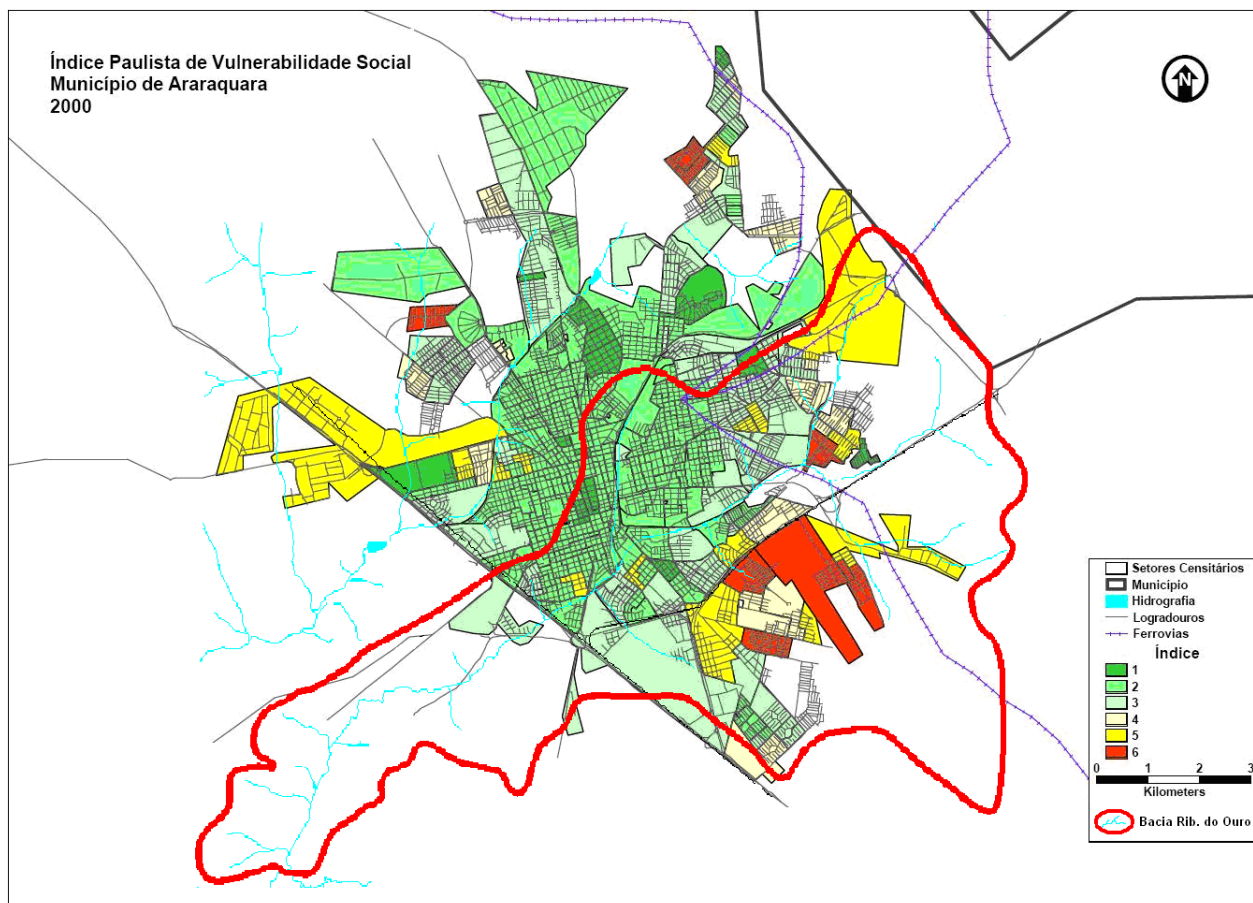 Índice Paulista de Vulnerabilidade Social
Município de Araraquara
2000
N
Setores Censitários
Município
Hidrografia
Logradouros
Ferrovias
Índice
1
2
3
4
5
6
0 1 2 3
Kilometers
Bacia Rib. do Ouro